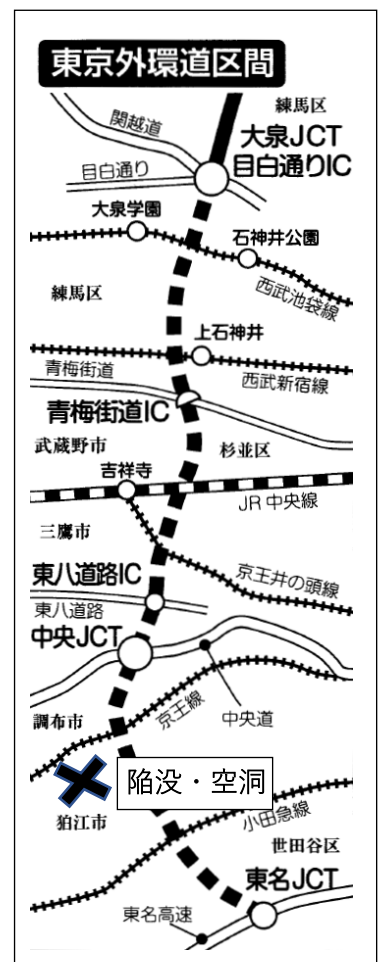 東京外環道区間
練馬区
関越道
大泉JCT
目白通りIC
目白通り
大泉学園
石神井公園
練馬区
西武池袋線
上石神井
青梅街道
西武新宿線
青梅街道IC
武蔵野市
杉並区
吉祥寺
JR中央線
三鷹市
東八道路IC
京王井の頭線
東八道路
中央JCT
調布市
京王線
中央道
陥没・空洞
狛江市
小田急線
世田谷区
東名JCT
東名高速